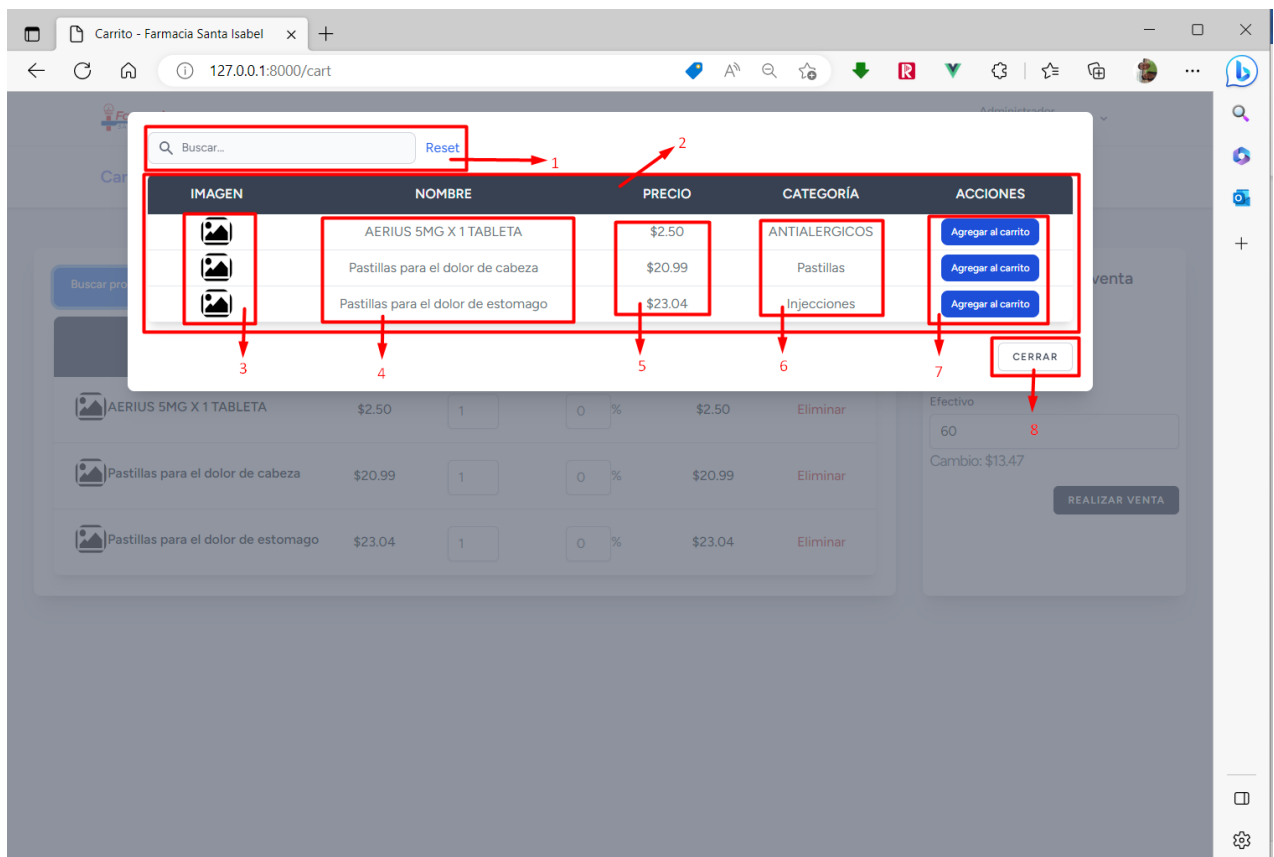 Carrito - Farmacia Santa Isabel
127.0.0.1:8000/cart
Administrador
Buscar...
Reset
1
2
Car
IMAGEN NOMBRE PRECIO CATEGORÍA ACCIONES
AERIUS 5MG X 1 TABLETA $2.50 ANTIALERGICOS Agregar al carrito
Pastillas para el dolor de cabeza $20.99 Pastillas Agregar al carrito
Pastillas para el dolor de estomago $23.04 Injecciones Agregar al carrito
Buscar pro
venta
3 4 5 6 7
CERRAR
8
AERIUS 5MG X 1 TABLETA $2.50 1 0 % $2.50 Eliminar
Pastillas para el dolor de cabeza $20.99 1 0 % $20.99 Eliminar
Pastillas para el dolor de estomago $23.04 1 0 % $23.04 Eliminar
Efectivo
60
Cambio: $13.47
REALIZAR VENTA